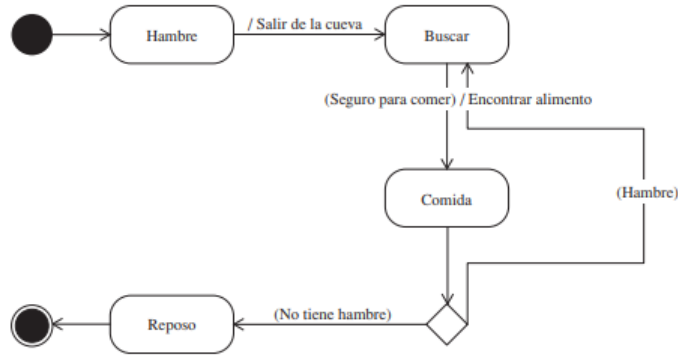 Hambre
/ Salir de la cueva
Buscar
(Seguro para comer) / Encontrar alimento
Comida
(Hambre)
(No tiene hambre)
Reposo